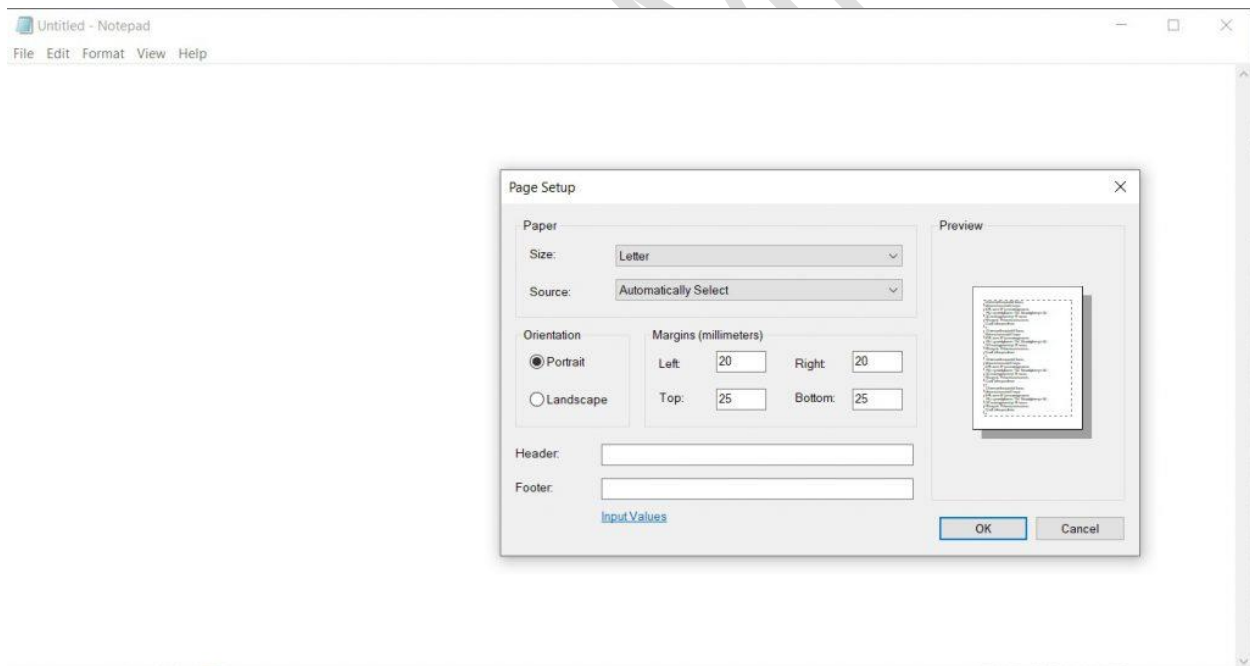 Untitled - Notepad
File Edit Format View Help
Page Setup
Paper
Size: Letter
Source: Automatically Select
Orientation
Portrait
Landscape
Margins (millimeters)
Left: 20 Right: 20
Top: 25 Bottom: 25
Header:
Footer:
Input Values
Preview
OK Cancel